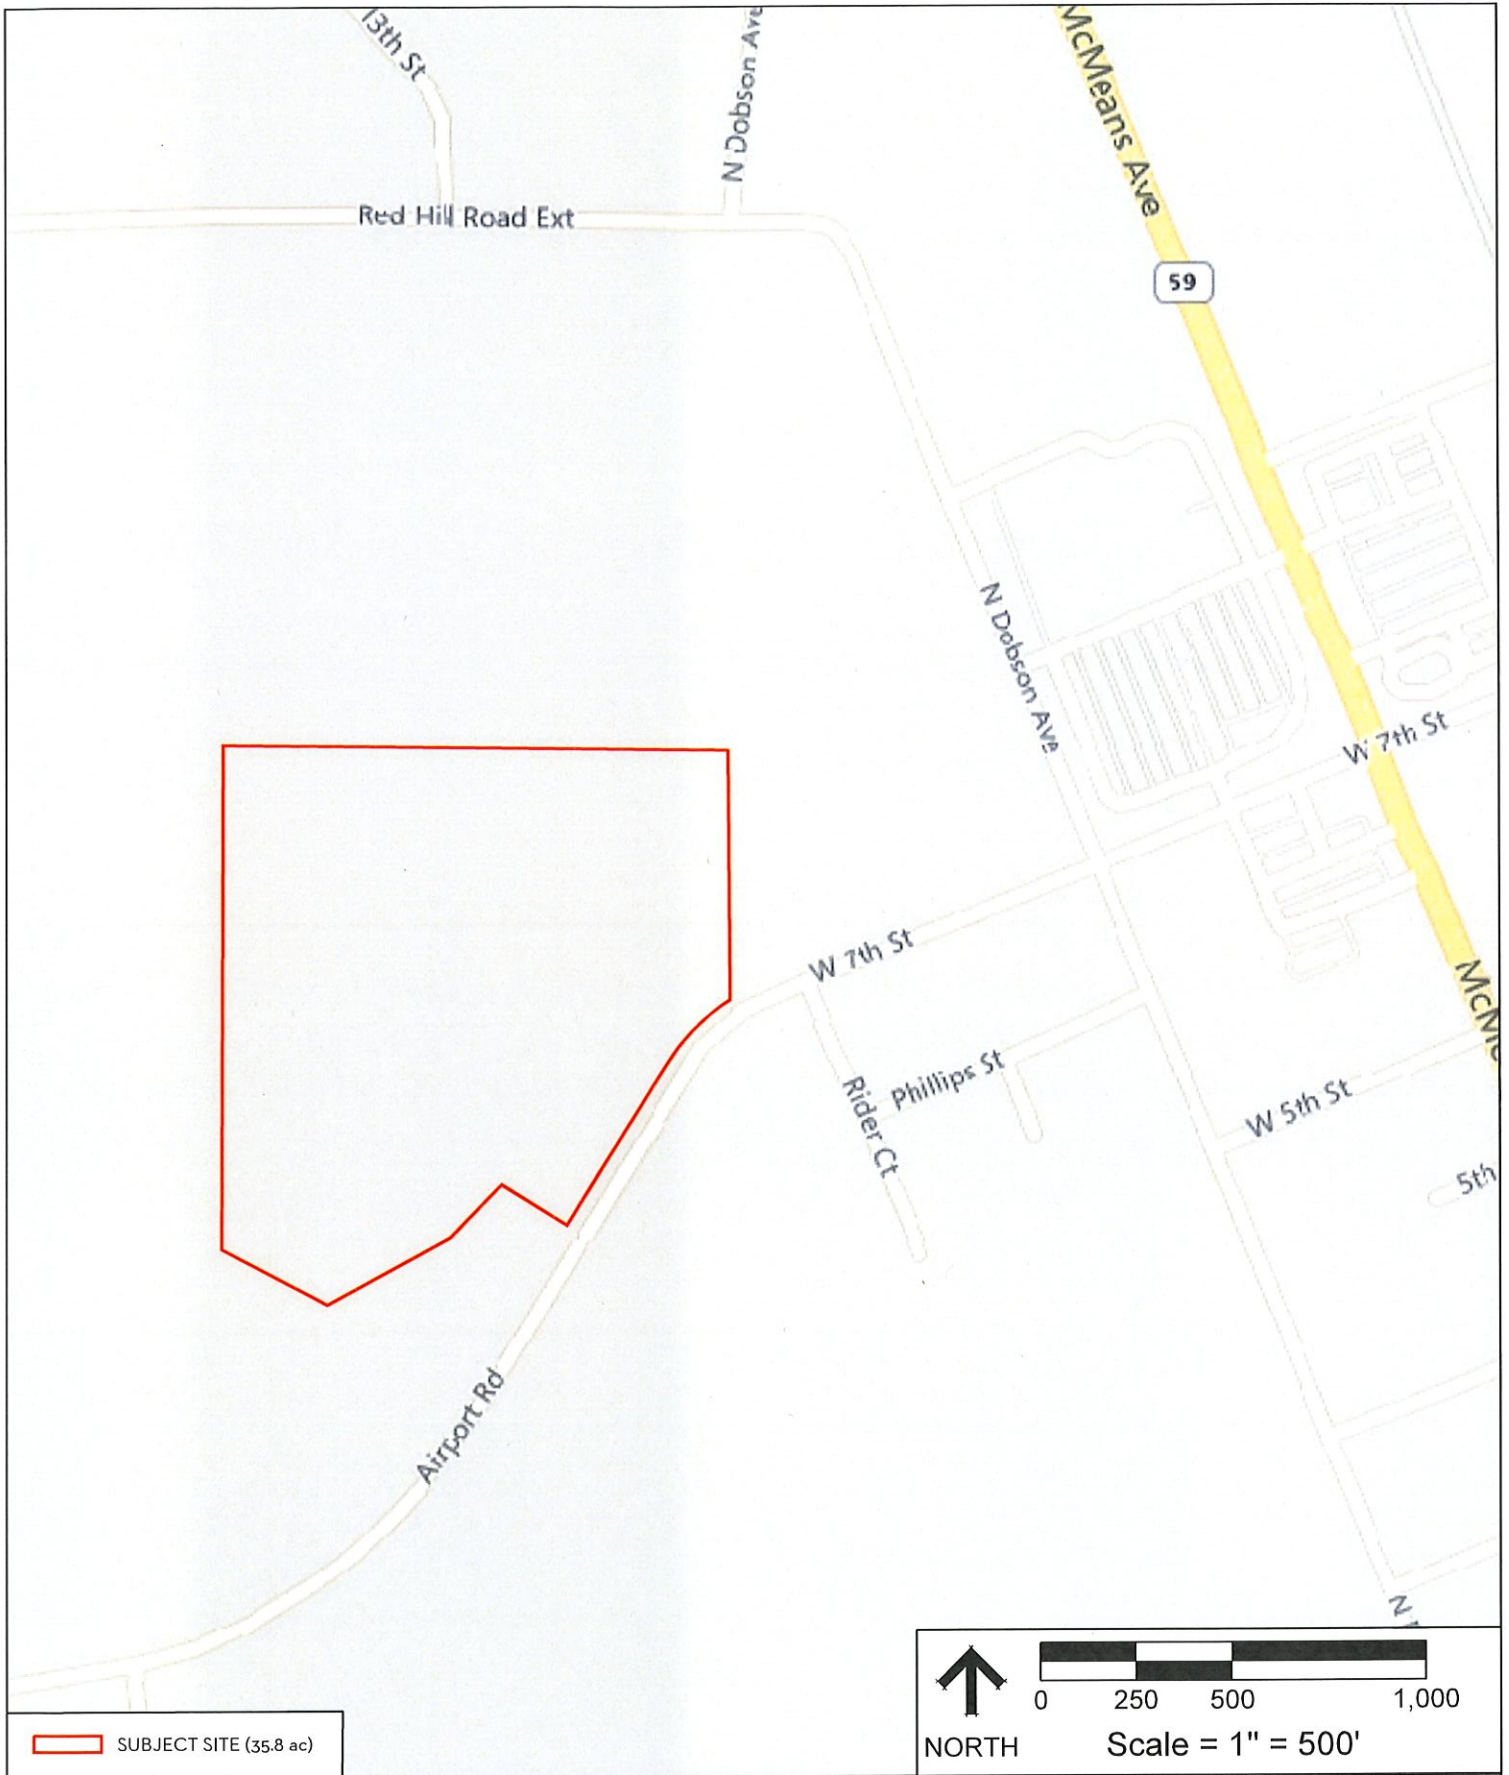 13th St
N Dobson Ave
McMeans Ave
Red Hill Road Ext
59
N Dobson Ave
W 7th St
W 7th St
McMe
Phillips St
Rider Ct
W 5th St
5th
Airport Rd
N
NORTH
0 250 500 1,000
Scale = 1" = 500'
SUBJECT SITE (35.8 ac)